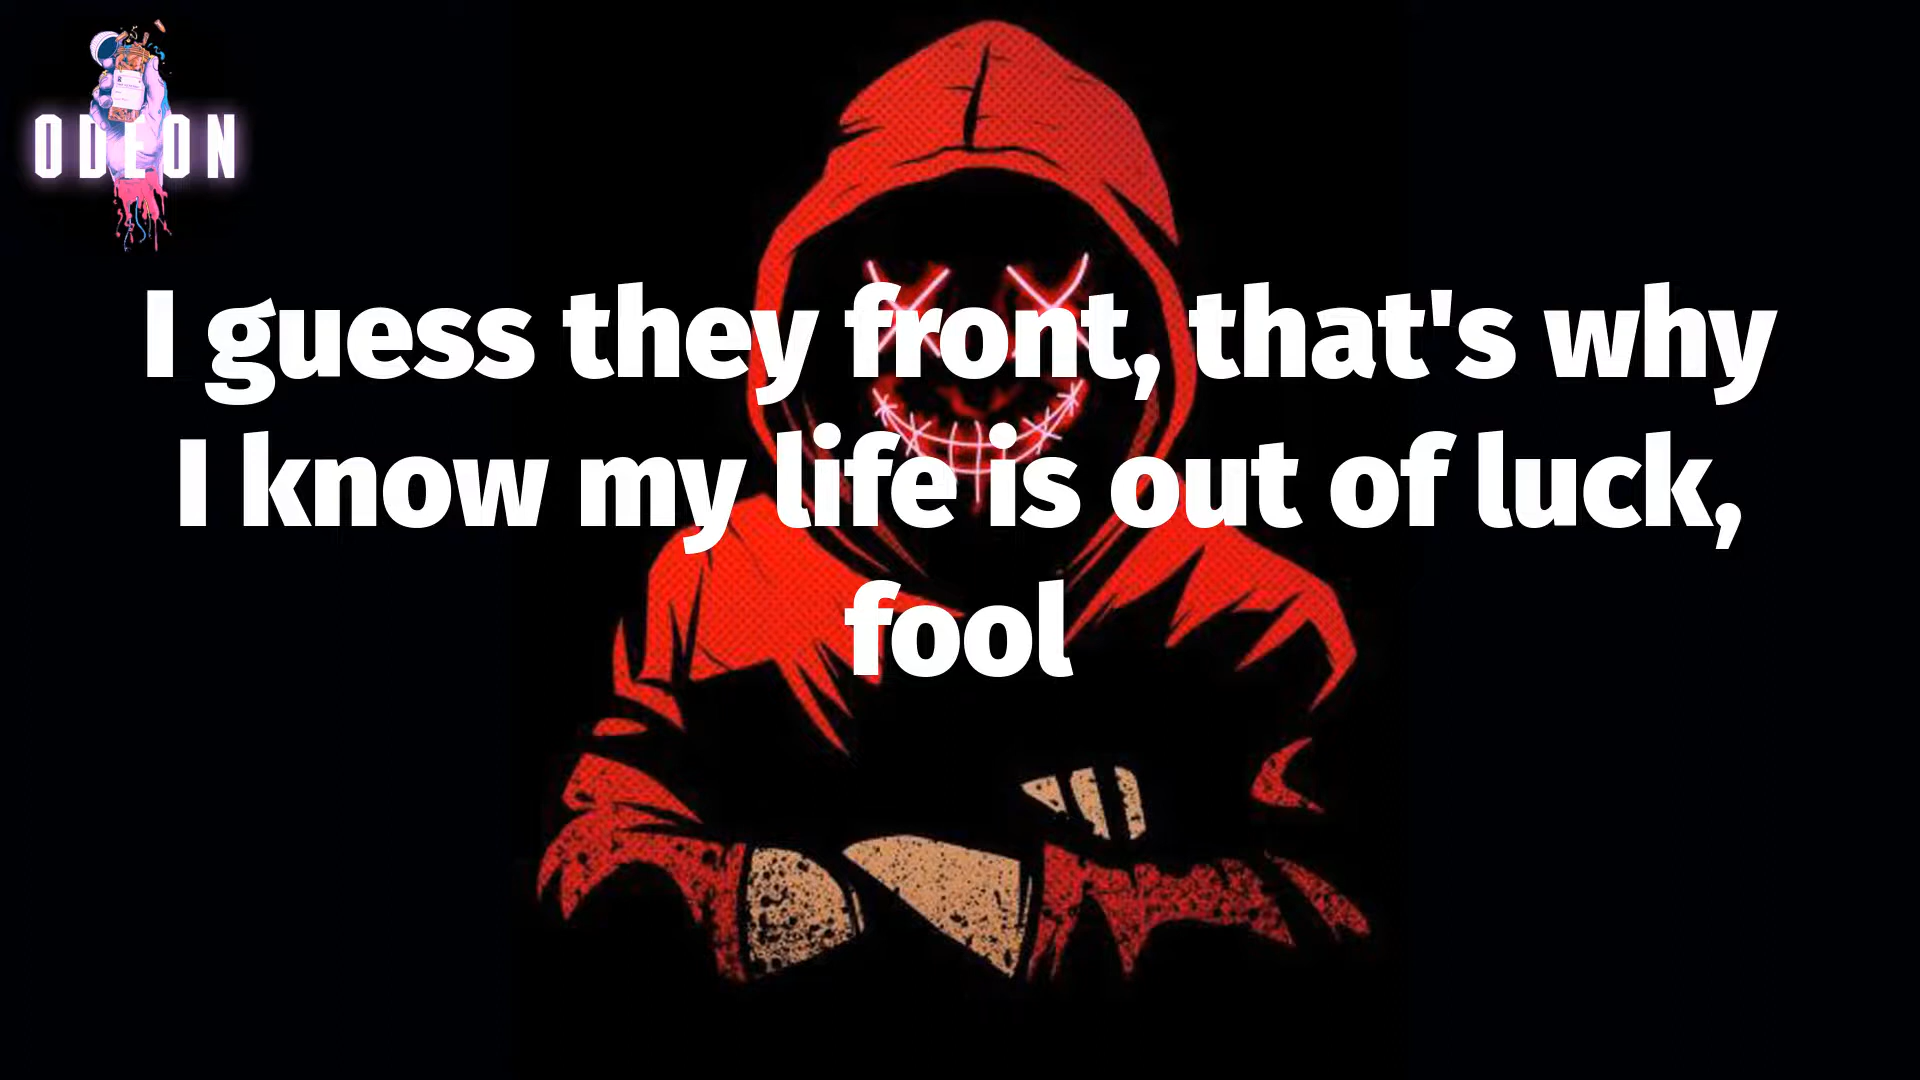 ODEON
I guess they front, that's why
I know my life is out of luck,
fool